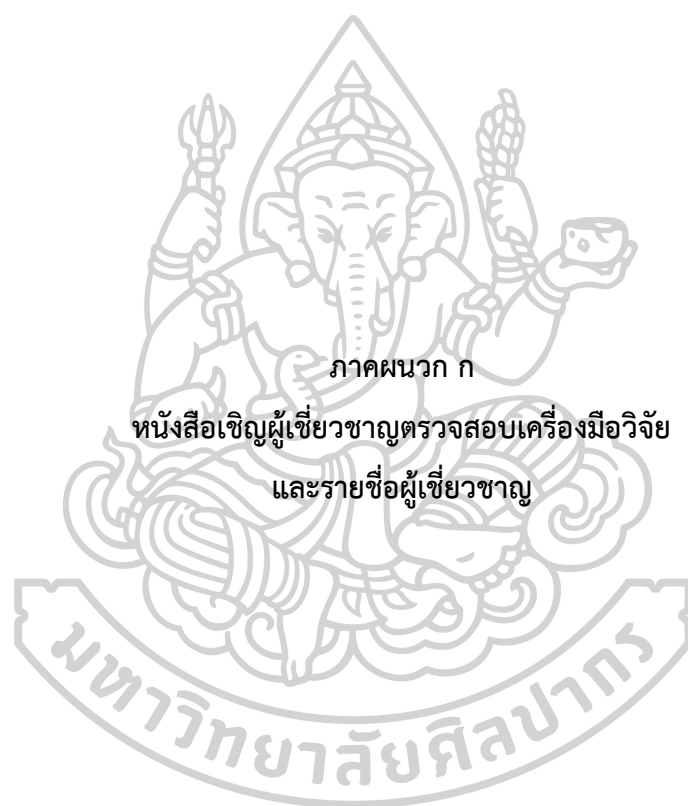 ภาคผนวก ก
หนังสือเชิญผู้เชี่ยวชาญตรวจสอบเครื่องมือวิจัย
และรายชื่อผู้เชี่ยวชาญ
มหาวิทยาลัยศิลปากร